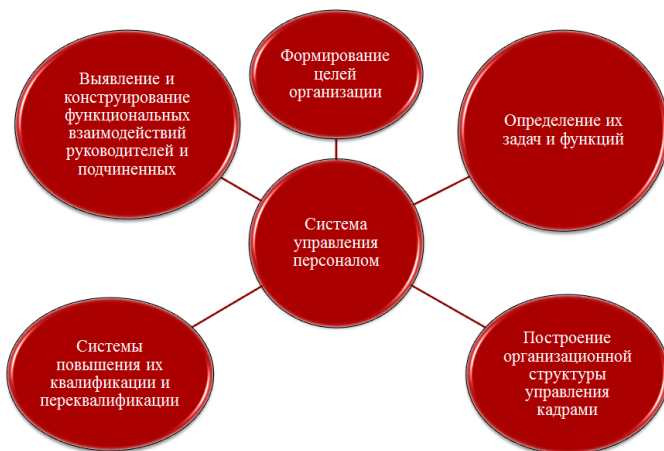 Формирование
целей
организации
Выявление и
конструирование
функциональных
взаимодействий
руководителей и
подчиненных
Определение их
задач и функций
Система
управления
персоналом
Системы
повышения их
квалификации и
переквалификации
Построение
организационной
структуры
управления
кадрами